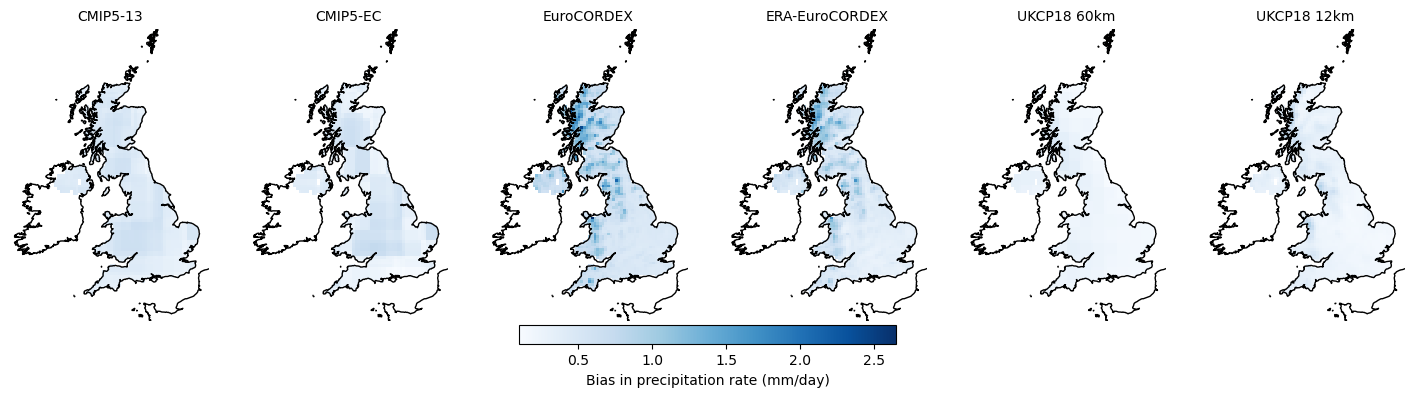 CMIP5-13 CMIP5-EC EuroCORDEX ERA-EuroCORDEX UKCP18 60km UKCP18 12km
0.5 1.0 1.5 2.0 2.5
Bias in precipitation rate (mm/day)